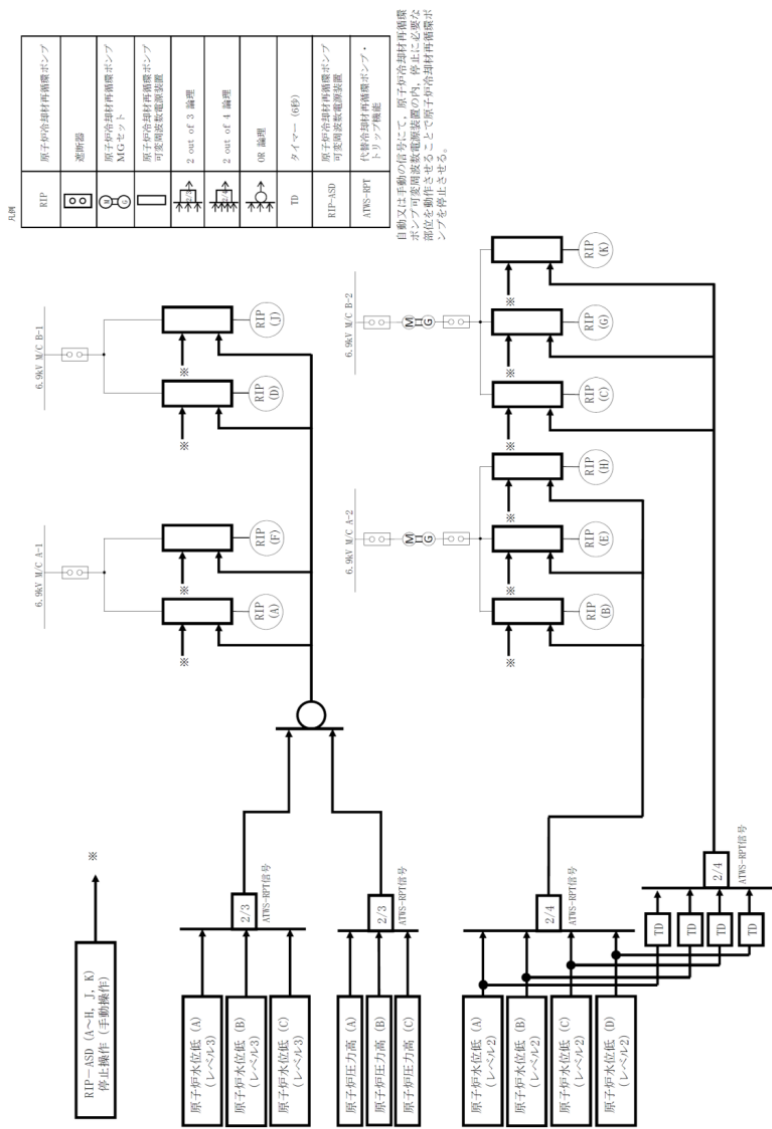 RIP-ASD (A～H, J, K)
停止操作 (手動操作)
※
原子炉水位低 (A)
(レベル3)
原子炉水位低 (B)
(レベル3)
原子炉水位低 (C)
(レベル3)
2/3
ATWS-RPT信号
原子炉圧力高 (A)
原子炉圧力高 (B)
原子炉圧力高 (C)
2/3
ATWS-RPT信号
原子炉水位低 (A)
(レベル2)
原子炉水位低 (B)
(レベル2)
原子炉水位低 (C)
(レベル2)
原子炉水位低 (D)
(レベル2)
2/4
ATWS-RPT信号
TD
TD
TD
TD
2/4
ATWS-RPT信号
6.9kV M/C A-1
※
※
RIP
(A)
RIP
(F)
6.9kV M/C B-1
※
※
RIP
(D)
RIP
(J)
6.9kV M/C A-2
M
G
※
※
※
RIP
(B)
RIP
(E)
RIP
(H)
6.9kV M/C B-2
M
G
※
※
※
RIP
(C)
RIP
(G)
RIP
(K)
凡例
RIP
原子炉冷却材再循環ポンプ
遮断器
M
G
原子炉冷却材再循環ポンプ
MGセット
原子炉冷却材再循環ポンプ
可変周波数電源装置
2/3
2 out of 3 論理
2/4
2 out of 4 論理
OR 論理
TD
タイマー (6秒)
RIP-ASD
原子炉冷却材再循環ポンプ
可変周波数電源装置
ATWS-RPT
代替冷却材再循環ポンプ・
トリップ機能
自動又は手動の信号にて，原子炉冷却材再循環
ポンプ可変周波数電源装置の内，停止に必要な
部位を動作させることで原子炉冷却材再循環ポ
ンプを停止させる。